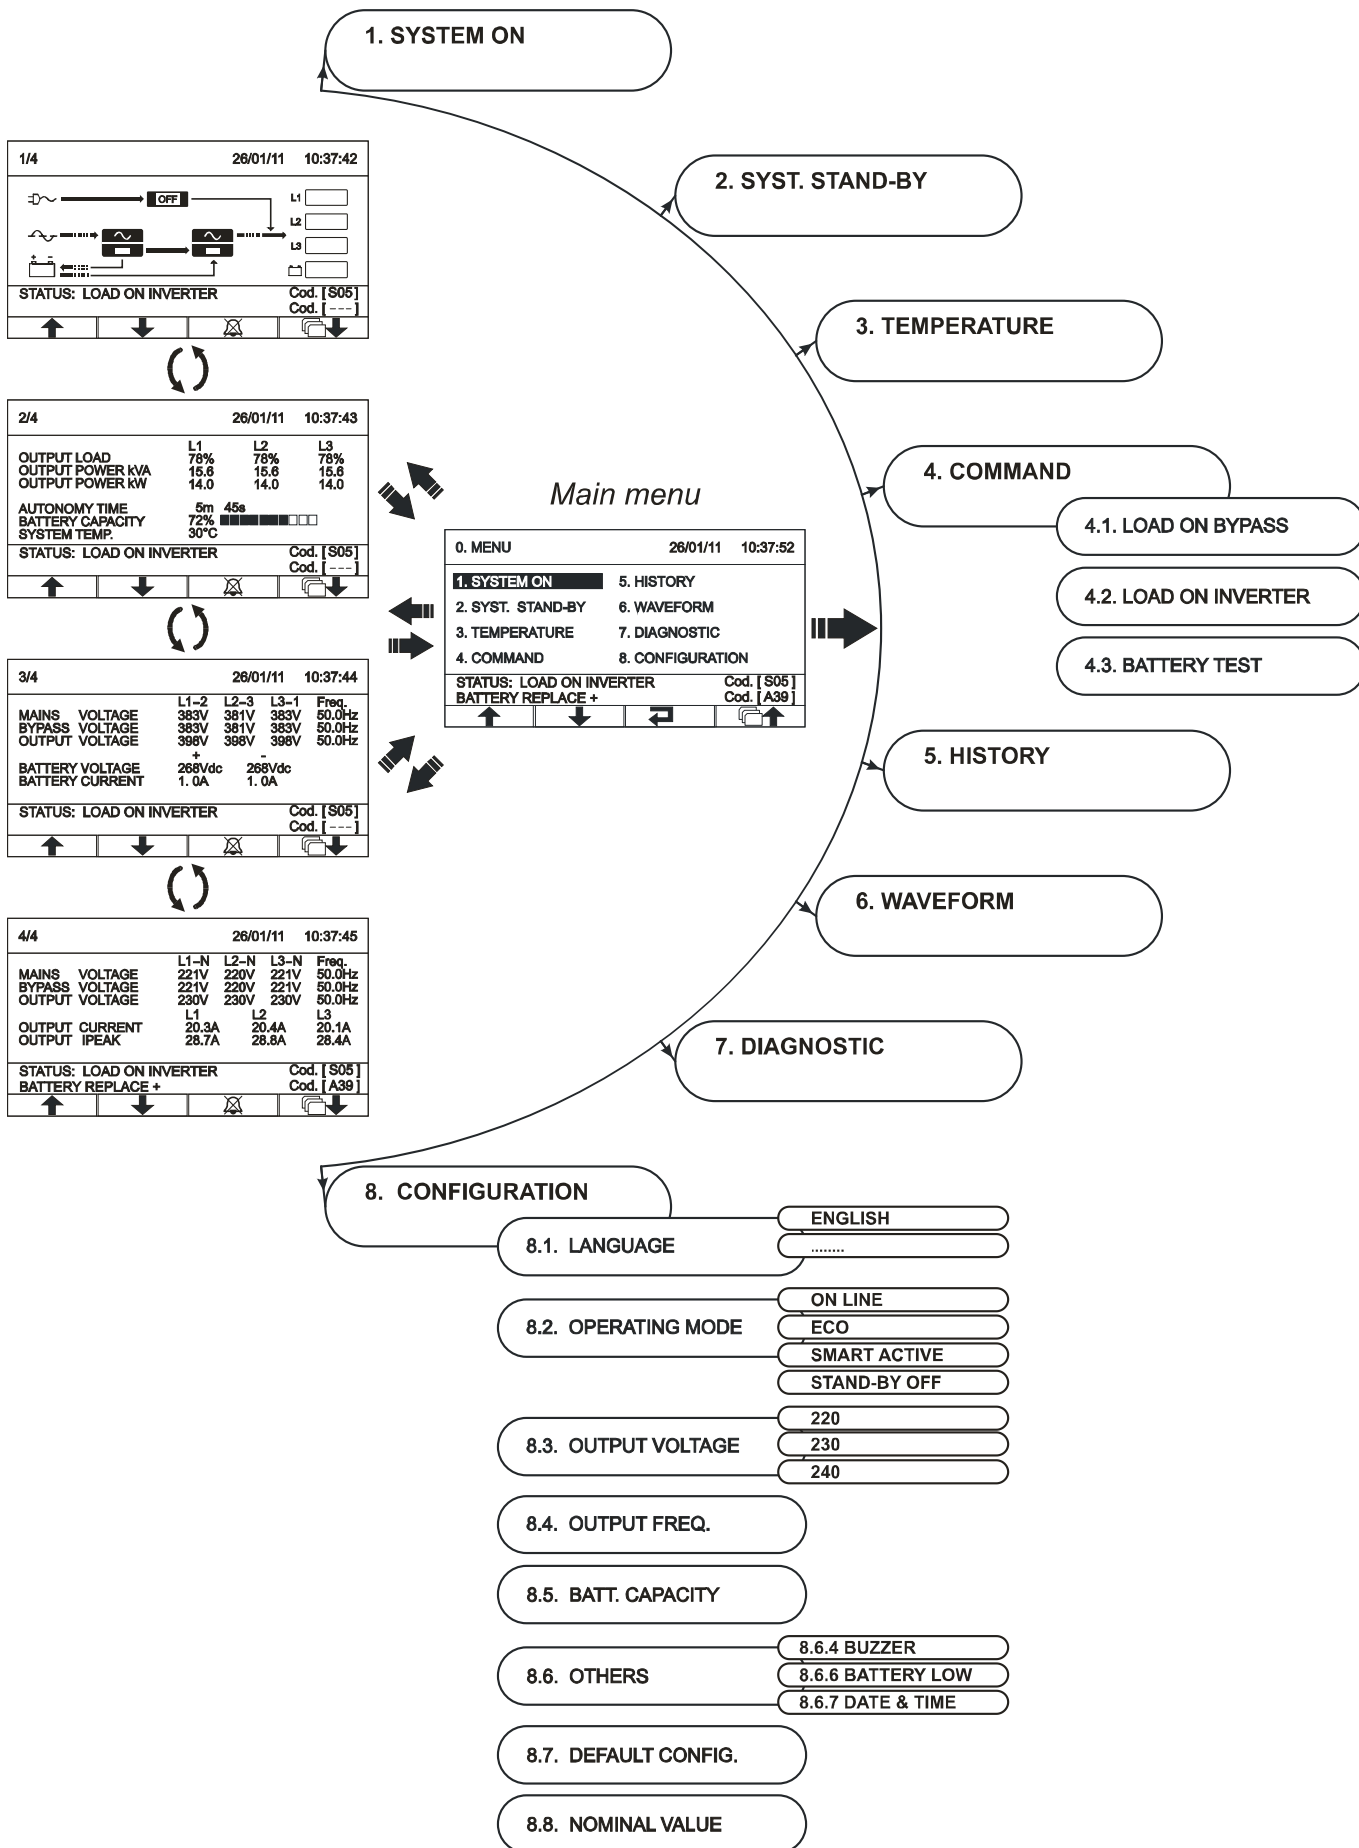 1. SYSTEM ON
2. SYST. STAND-BY
3. TEMPERATURE
4. COMMAND
4.1. LOAD ON BYPASS
4.2. LOAD ON INVERTER
4.3. BATTERY TEST
5. HISTORY
6. WAVEFORM
7. DIAGNOSTIC
1/4 26/01/11 10:37:42
OFF
L1
L2
L3
+ −
STATUS: LOAD ON INVERTER Cod. [S05]
Cod. [---]
2/4 26/01/11 10:37:43
L1 L2 L3
OUTPUT LOAD 78% 78% 78%
OUTPUT POWER kVA 15.6 15.6 15.6
OUTPUT POWER kW 14.0 14.0 14.0
AUTONOMY TIME 5m 45s
BATTERY CAPACITY 72%
SYSTEM TEMP. 30°C
STATUS: LOAD ON INVERTER Cod. [S05]
Cod. [---]
3/4 26/01/11 10:37:44
L1-2 L2-3 L3-1 Freq.
MAINS VOLTAGE 383V 381V 383V 50.0Hz
BYPASS VOLTAGE 383V 381V 383V 50.0Hz
OUTPUT VOLTAGE 398V 398V 398V 50.0Hz
+ −
BATTERY VOLTAGE 268Vdc 268Vdc
BATTERY CURRENT 1. 0A 1. 0A
STATUS: LOAD ON INVERTER Cod. [S05]
Cod. [---]
4/4 26/01/11 10:37:45
L1-N L2-N L3-N Freq.
MAINS VOLTAGE 221V 220V 221V 50.0Hz
BYPASS VOLTAGE 221V 220V 221V 50.0Hz
OUTPUT VOLTAGE 230V 230V 230V 50.0Hz
L1 L2 L3
OUTPUT CURRENT 20.3A 20.4A 20.1A
OUTPUT IPEAK 28.7A 28.8A 28.4A
STATUS: LOAD ON INVERTER Cod. [S05]
BATTERY REPLACE + Cod. [A39]
Main menu
0. MENU 26/01/11 10:37:52
1. SYSTEM ON 5. HISTORY
2. SYST. STAND-BY 6. WAVEFORM
3. TEMPERATURE 7. DIAGNOSTIC
4. COMMAND 8. CONFIGURATION
STATUS: LOAD ON INVERTER Cod. [S05]
BATTERY REPLACE + Cod. [A39]
8. CONFIGURATION
8.1. LANGUAGE
ENGLISH
........
8.2. OPERATING MODE
ON LINE
ECO
SMART ACTIVE
STAND-BY OFF
8.3. OUTPUT VOLTAGE
220
230
240
8.4. OUTPUT FREQ.
8.5. BATT. CAPACITY
8.6. OTHERS
8.6.4 BUZZER
8.6.6 BATTERY LOW
8.6.7 DATE & TIME
8.7. DEFAULT CONFIG.
8.8. NOMINAL VALUE